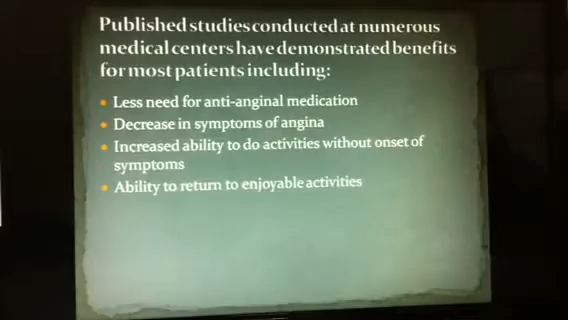 Published studies conducted at numerous
medical centers have demonstrated benefits
for most patients including:
• Less need for anti-anginal medication
• Decrease in symptoms of angina
• Increased ability to do activities without onset of
symptoms
• Ability to return to enjoyable activities